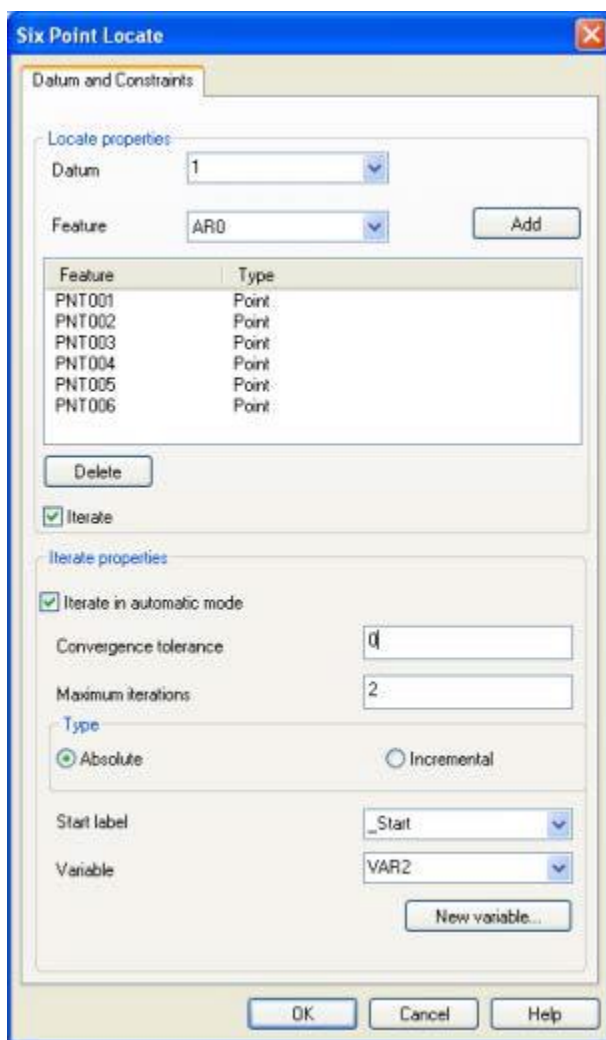 Six Point Locate
Datum and Constraints
Locate properties
Datum 1
Feature AR0 Add
Feature Type
PNT001 Point
PNT002 Point
PNT003 Point
PNT004 Point
PNT005 Point
PNT006 Point
Delete
Iterate
Iterate properties
Iterate in automatic mode
Convergence tolerance 0
Maximum iterations 2
Type
Absolute Incremental
Start label _Start
Variable VAR2
New variable...
OK Cancel Help